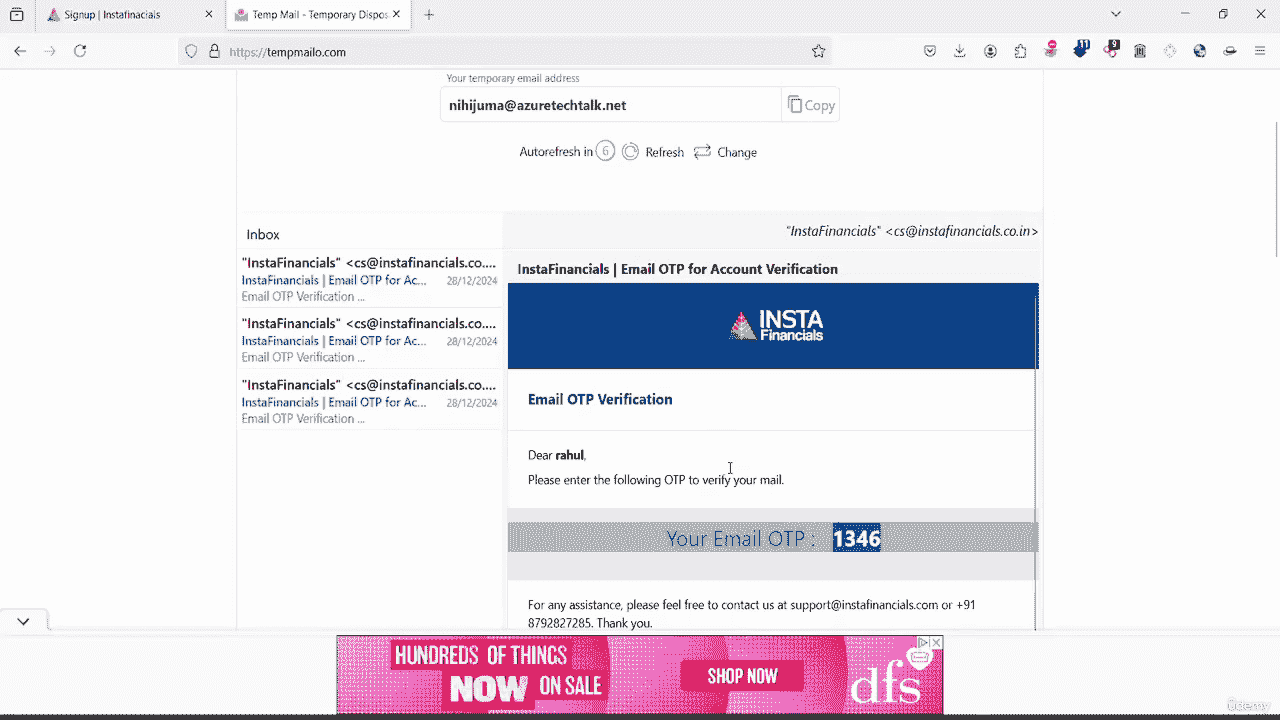 Signup | Instafinacials
Temp Mail - Temporary Dispos
https://tempmailo.com
11
9
Your temporary email address
nihijuma@azuretechtalk.net
Copy
Autorefresh in 6 Refresh Change
Inbox
"InstaFinancials" <cs@instafinancials.co.in>
"InstaFinancials" <cs@instafinancials.co....
InstaFinancials | Email OTP for Ac... 28/12/2024
Email OTP Verification ...
"InstaFinancials" <cs@instafinancials.co....
InstaFinancials | Email OTP for Ac... 28/12/2024
Email OTP Verification ...
"InstaFinancials" <cs@instafinancials.co....
InstaFinancials | Email OTP for Ac... 28/12/2024
Email OTP Verification ...
InstaFinancials | Email OTP for Account Verification
INSTA
Financials
Email OTP Verification
Dear rahul,
Please enter the following OTP to verify your mail.
Your Email OTP : 1346
For any assistance, please feel free to contact us at support@instafinancials.com or +91
8792827285. Thank you.
HUNDREDS OF THINGS
NOW ON SALE
SHOP NOW
dfs
Udemy